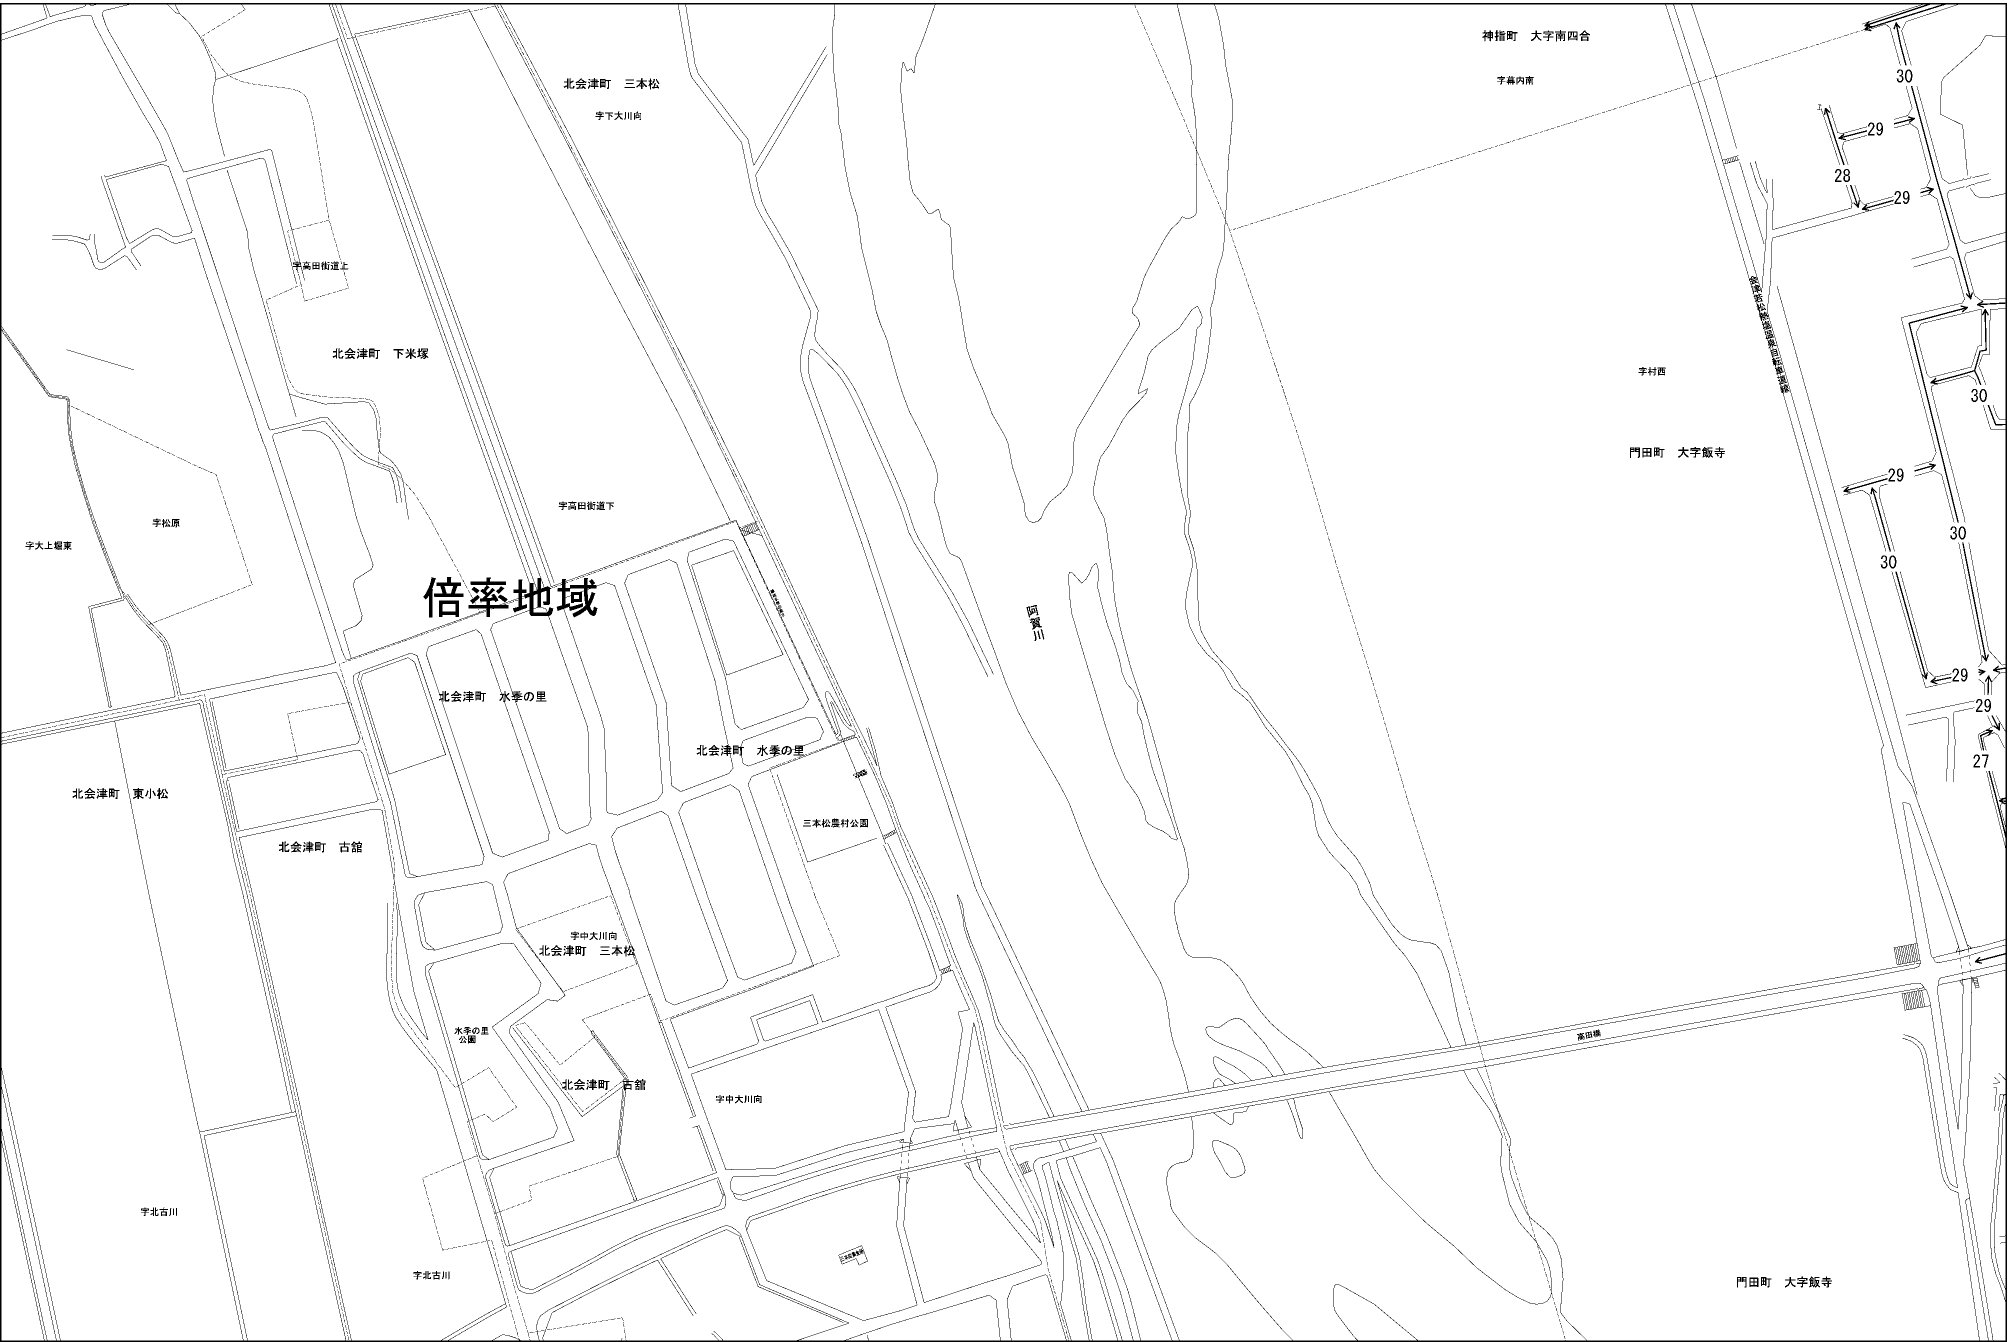 神指町　大字南四合
字幕内南
30
北会津町　三本松
字下大川向
29
28
29
字高田街道上
北会津町　下米塚
字村西
30
門田町　大字飯寺
29
字高田街道下
字松原
字大上堀東
30
30
倍率地域
阿賀川
29
北会津町　水季の里
29
北会津町　水季の里
27
北会津町　東小松
三本松農村公園
北会津町　古舘
字中大川向
北会津町　三本松
水季の里
公園
高田橋
北会津町　古舘
字中大川向
字北古川
字北古川
門田町　大字飯寺